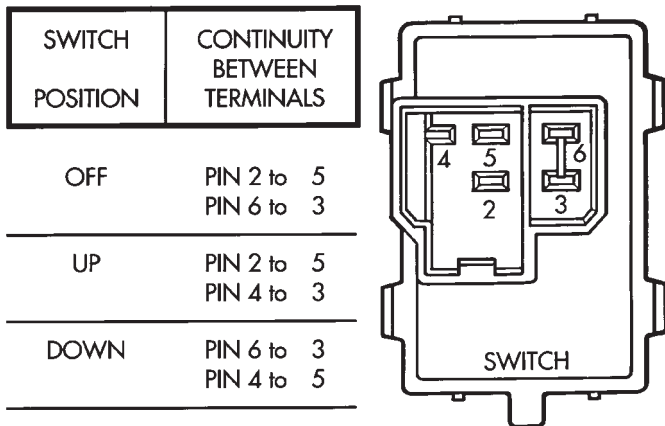 SWITCH
POSITION
CONTINUITY
BETWEEN
TERMINALS
OFF
PIN 2 to 5
PIN 6 to 3
UP
PIN 2 to 5
PIN 4 to 3
DOWN
PIN 6 to 3
PIN 4 to 5
4
5
6
2
3
SWITCH